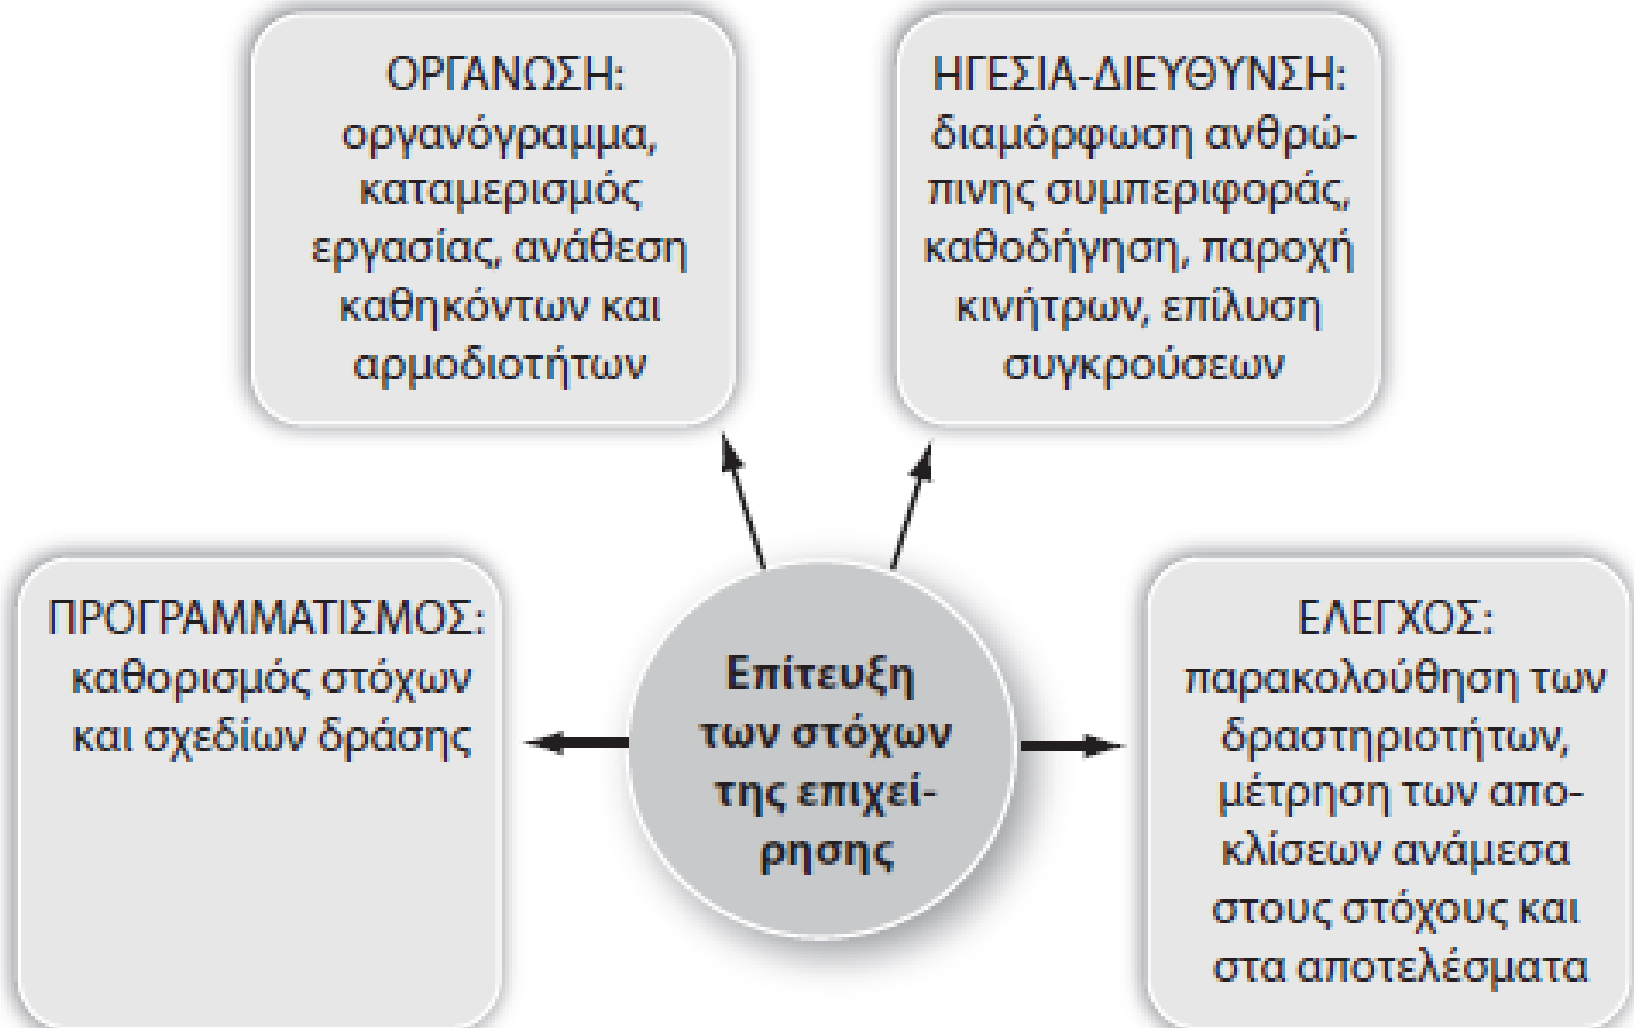 ΟΡΓΑΝΩΣΗ:
οργανόγραμμα,
καταμερισμός
εργασίας, ανάθεση
καθηκόντων και
αρμοδιοτήτων
ΗΓΕΣΙΑ-ΔΙΕΥΘΥΝΣΗ:
διαμόρφωση ανθρώ-
πινης συμπεριφοράς,
καθοδήγηση, παροχή
κινήτρων, επίλυση
συγκρούσεων
ΠΡΟΓΡΑΜΜΑΤΙΣΜΟΣ:
καθορισμός στόχων
και σχεδίων δράσης
Επίτευξη
των στόχων
της επιχεί-
ρησης
ΕΛΕΓΧΟΣ:
παρακολούθηση των
δραστηριοτήτων,
μέτρηση των απο-
κλίσεων ανάμεσα
στους στόχους και
στα αποτελέσματα